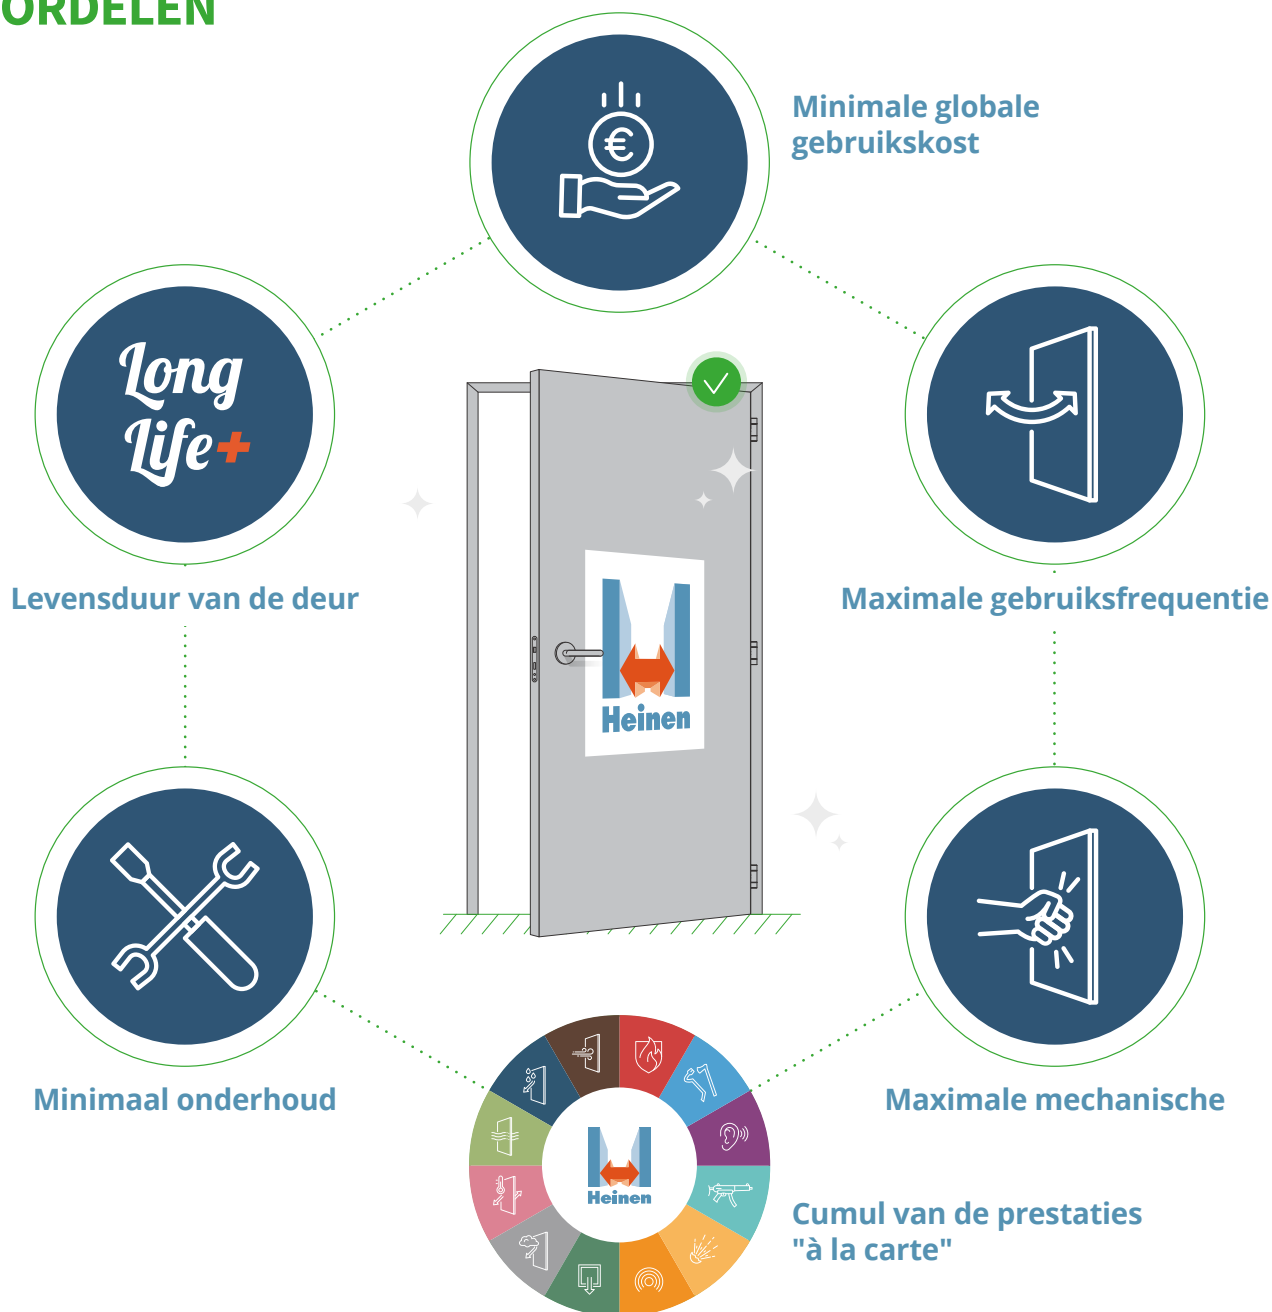 ORDELEN
Minimale globale
gebruikskost
Long
Life+
Levensduur van de deur
Maximale gebruiksfrequentie
Heinen
Minimaal onderhoud
Maximale mechanische
Heinen
Cumul van de prestaties
"à la carte"